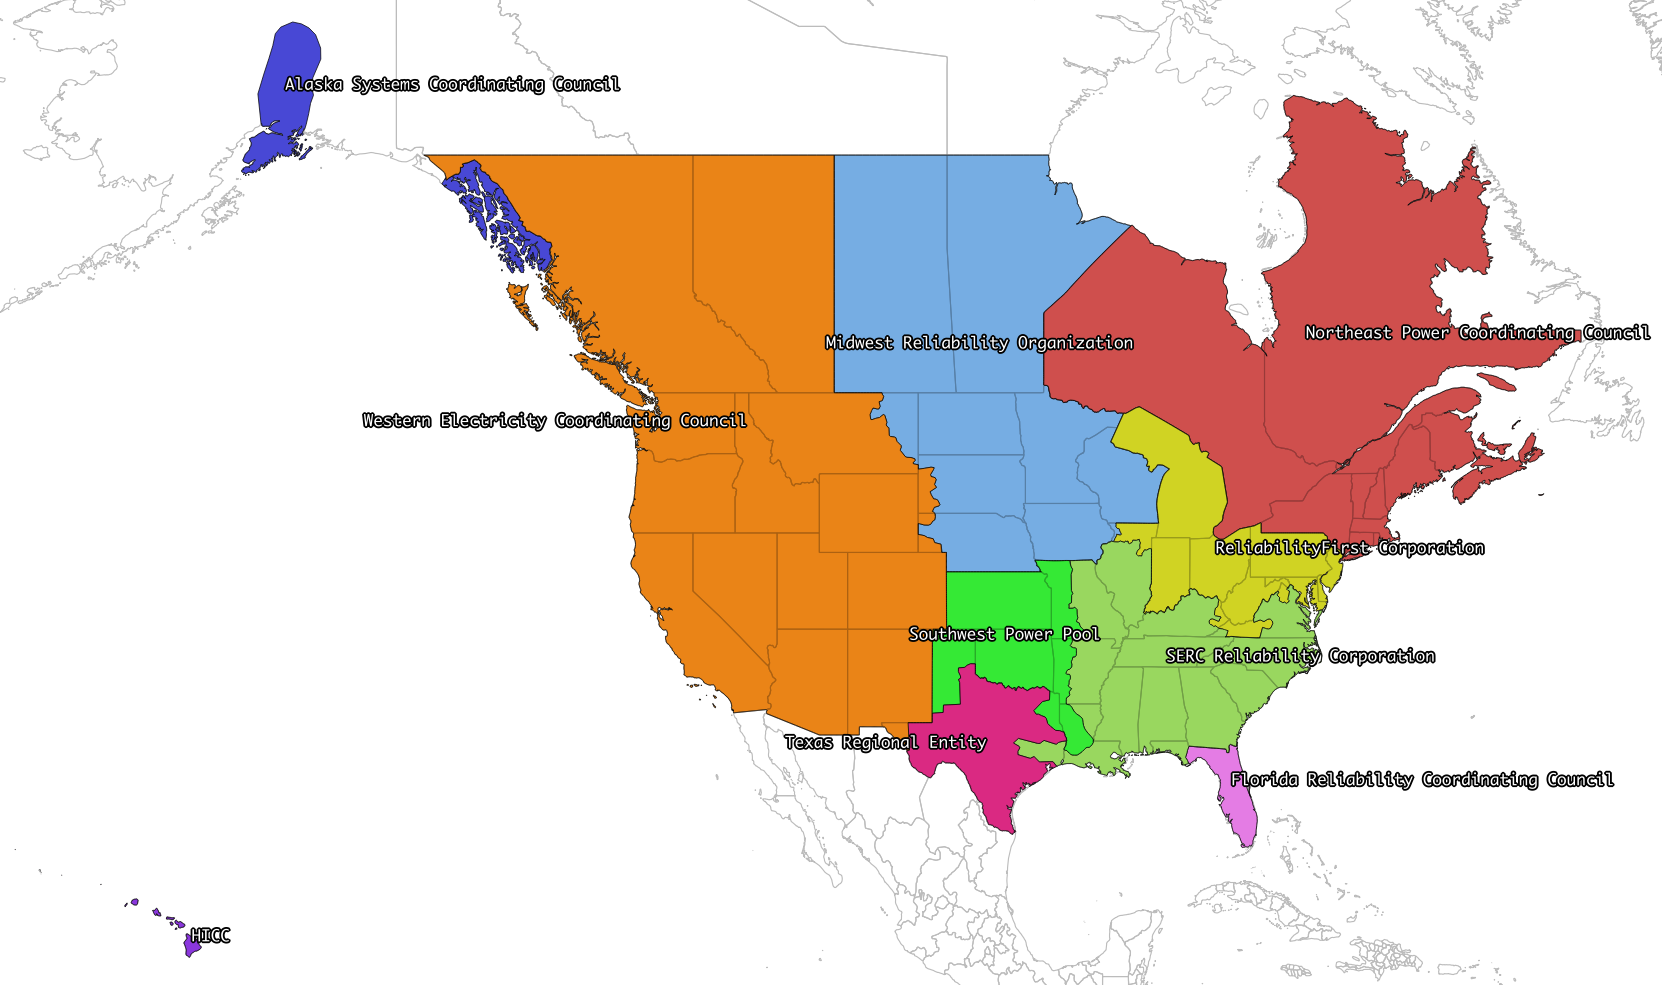 Alaska Systems Coordinating Council
Northeast Power Coordinating Council
Midwest Reliability Organization
Western Electricity Coordinating Council
ReliabilityFirst Corporation
Southwest Power Pool
SERC Reliability Corporation
Texas Regional Entity
Florida Reliability Coordinating Council
HICC